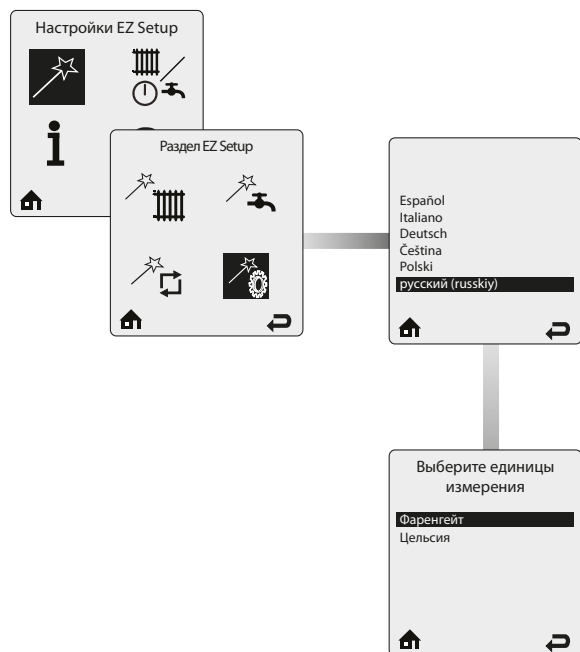 Настройки EZ Setup
Раздел EZ Setup
Español
Italiano
Deutsch
Čeština
Polski
русский (russkiy)
Выберите единицы
измерения
Фаренгейт
Цельсия